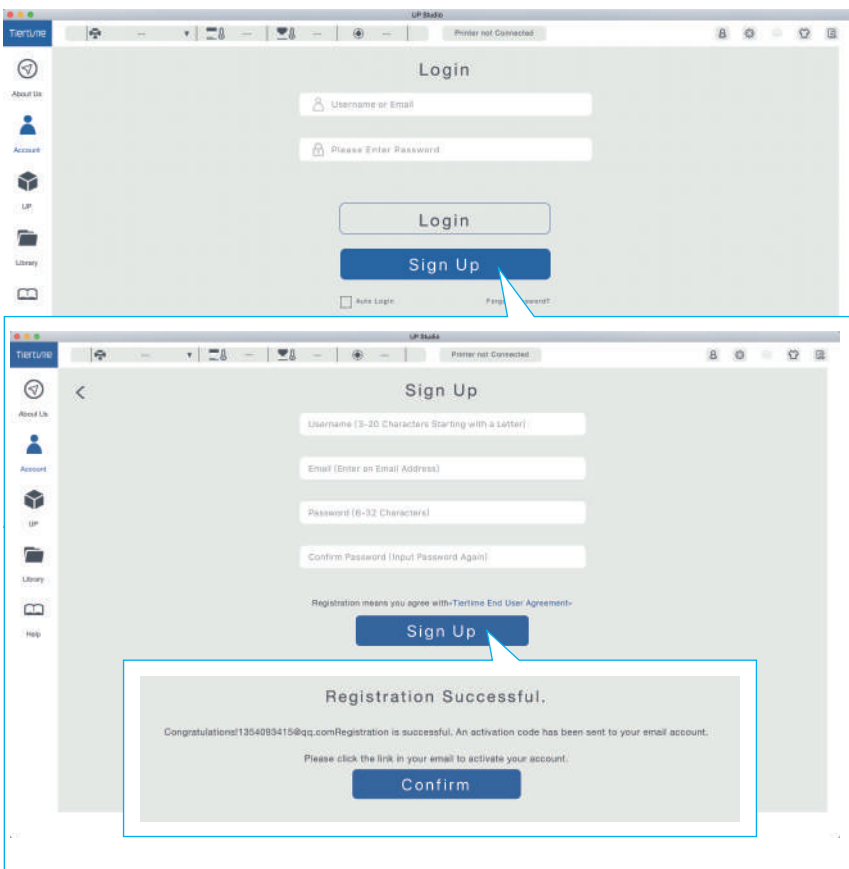 UP Studio
Tiertime
Printer not Connected
Login
About Us
Username or Email
Account
Please Enter Password
UP
Login
Library
Sign Up
Auto Login
UP Studio
Tiertime
Printer not Connected
Sign Up
About Us
Username (3-20 Characters Starting with a Letter)
Account
Email (Enter an Email Address)
UP
Password (6-32 Characters)
Library
Confirm Password (Input Password Again)
Registration means you agree with<Tiertime End User Agreement>
Help
Sign Up
Registration Successful.
Congratulations!1354093415@qq.comRegistration is successful. An activation code has been sent to your email account.
Please click the link in your email to activate your account.
Confirm